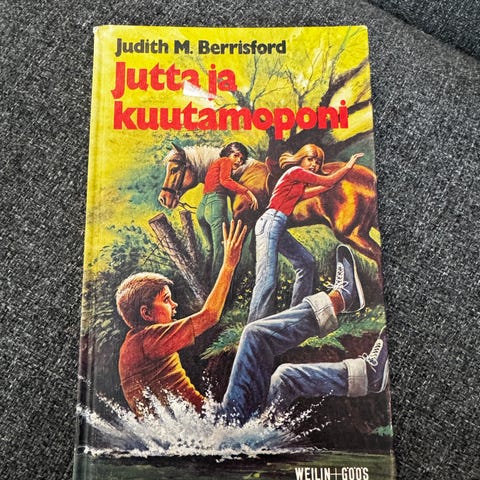 Judith M. Berrisford
Jutta ja
kuutamoponi
WEILIN+GÖÖS